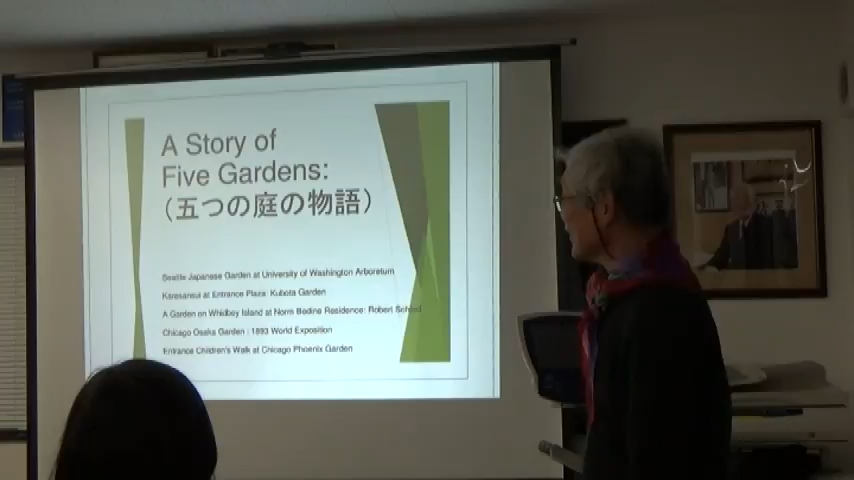 A Story of
Five Gardens:
（五つの庭の物語）
Seattle Japanese Garden at University of Washington Arboretum
Karesansui at Entrance Plaza: Kubota Garden
A Garden on Whidbey Island at Norm Bodine Residence: Robert
Chicago Osaka Garden : 1893 World Exposition
Entrance Children's Walk at Chicago Phoenix Garden